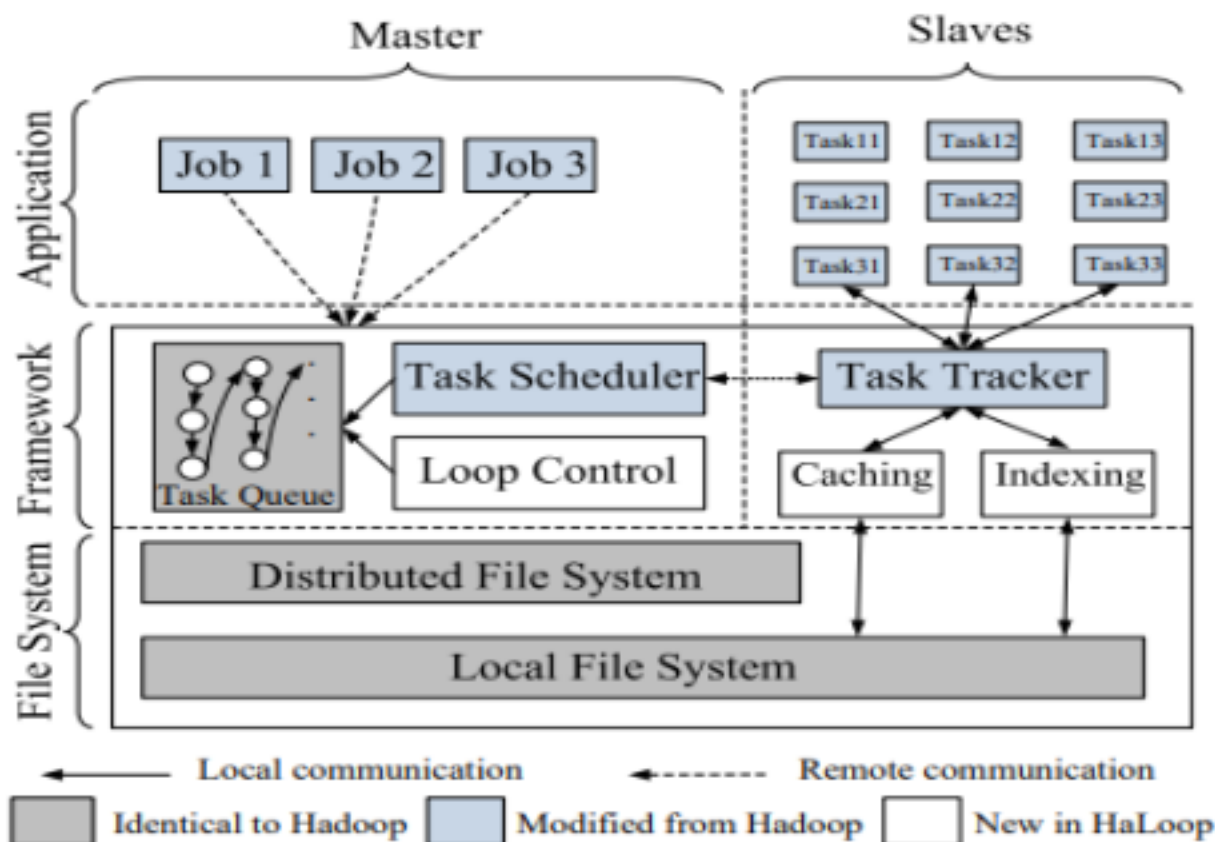 Master
Slaves
Application
Job 1 Job 2 Job 3
Task11 Task12 Task13
Task21 Task22 Task23
Task31 Task32 Task33
Framework
Task Queue
Task Scheduler
Loop Control
Task Tracker
Caching Indexing
File System
Distributed File System
Local File System
Local communication Remote communication
Identical to Hadoop Modified from Hadoop New in HaLoop